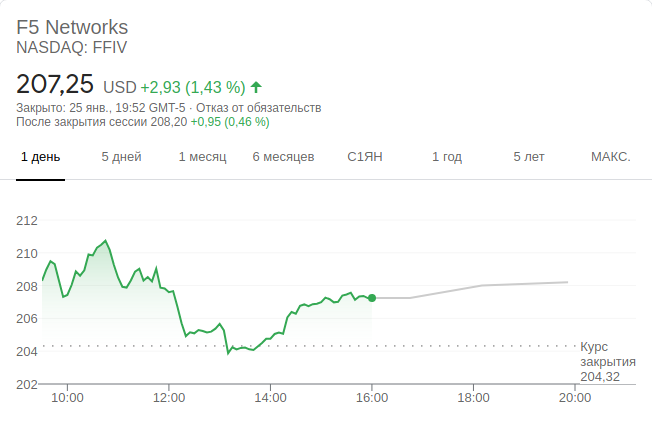 F5 Networks
NASDAQ: FFIV
207,25 USD +2,93 (1,43 %)
Закрыто: 25 янв., 19:52 GMT-5 · Отказ от обязательств
После закрытия сессии 208,20 +0,95 (0,46 %)
1 день 5 дней 1 месяц 6 месяцев С1ЯН 1 год 5 лет МАКС.
212
210
208
206
204
Курс
закрытия
204,32
202
10:00 12:00 14:00 16:00 18:00 20:00